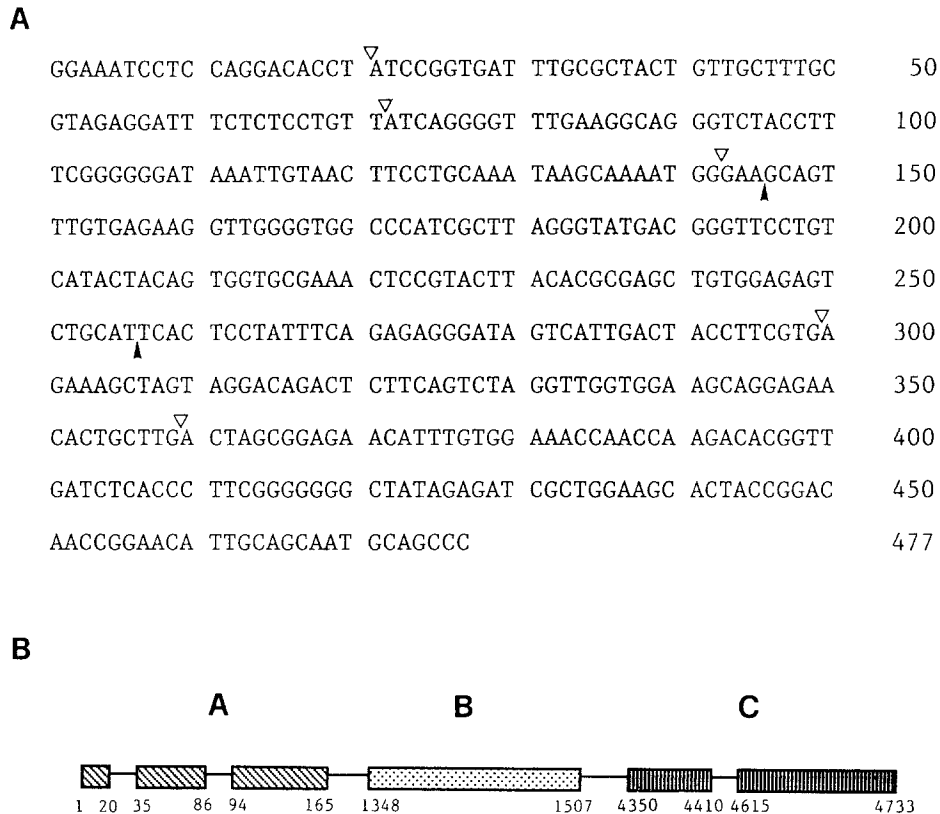 A
GGAAATCCTC CAGGACACCT ATCCGGTGAT TTGCGCTACT GTTGCTTTGC 50
GTAGAGGATT TCTCTCCTGT TATCAGGGGT TTGAAGGCAG GGTCTACCTT 100
TCGGGGGGAT AAATTGTAAC TTCCTGCAAA TAAGCAAAAT GGGAAGCAGT 150
TTGTGAGAAG GTTGGGGTGG CCCATCGCTT AGGGTATGAC GGGTTCCTGT 200
CATACTACAG TGGTGCGAAA CTCCGTACTT ACACGCGAGC TGTGGAGAGT 250
CTGCATTCAC TCCTATTTCA GAGAGGGATA GTCATTGACT ACCTTCGTGA 300
GAAAGCTAGT AGGACAGACT CTTCAGTCTA GGTTGGTGGA AGCAGGAGAA 350
CACTGCTTGA CTAGCGGAGA ACATTTGTGG AAACCAACCA AGACACGGTT 400
GATCTCACCC TTCGGGGGGG CTATAGAGAT CGCTGGAAGC ACTACCGGAC 450
AACCGGAACA TTGCAGCAAT GCAGCCC 477
B
A B C
1 20 35 86 94 165 1348 1507 4350 4410 4615 4733